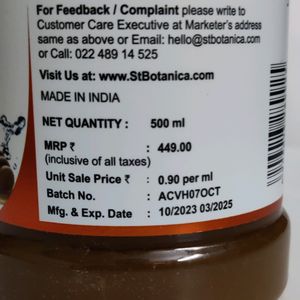 For Feedback / Complaint please write to
Customer Care Executive at Marketer's address
same as above or Email: hello@stbotanica.com
or Call: 022 489 14 525
Visit Us at: www.StBotanica.com
MADE IN INDIA
NET QUANTITY : 500 ml
MRP ₹ : 449.00
(inclusive of all taxes)
Unit Sale Price ₹ : 0.90 per ml
Batch No. : ACVH07OCT
Mfg. & Exp. Date : 10/2023 03/2025